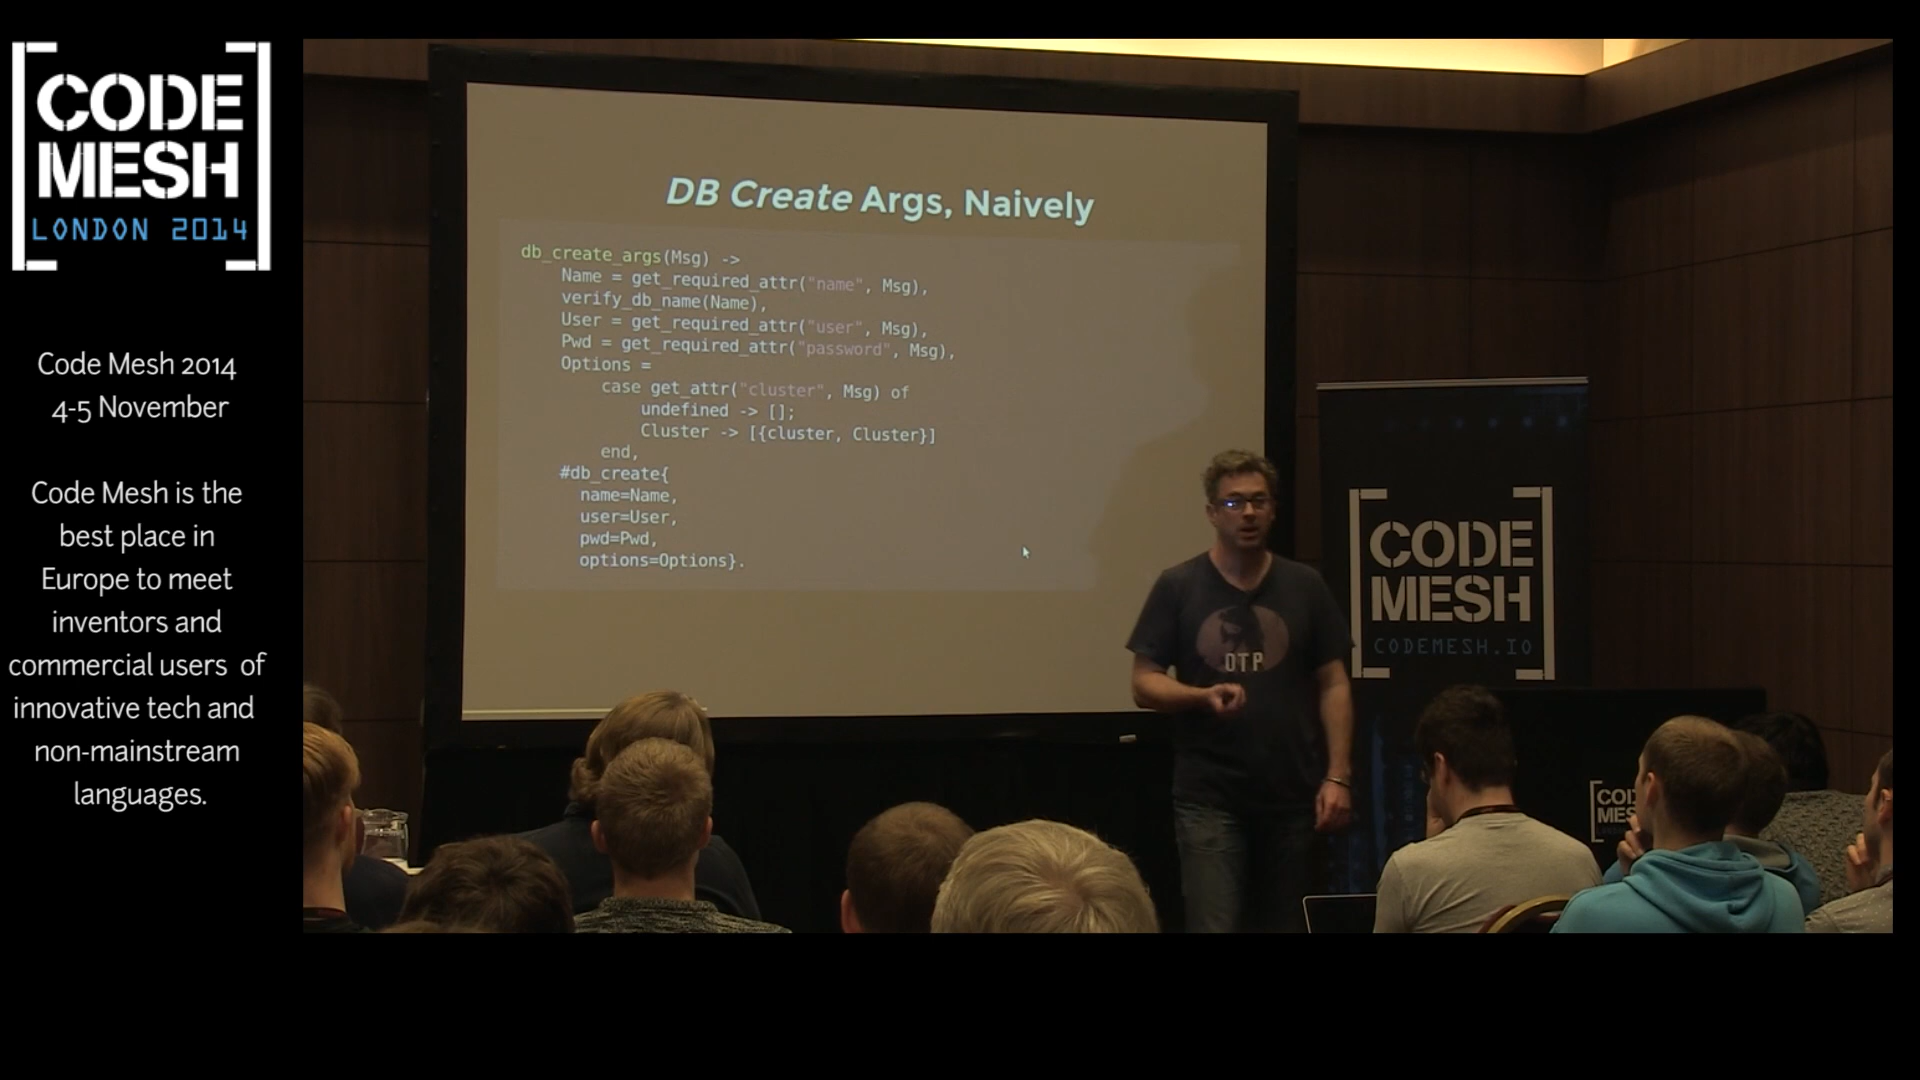 CODE
MESH
LONDON 2014
Code Mesh 2014
4-5 November
Code Mesh is the
best place in
Europe to meet
inventors and
commercial users of
innovative tech and
non-mainstream
languages.
DB Create Args, Naively
db_create_args(Msg) ->
Name = get_required_attr("name", Msg),
verify_db_name(Name),
User = get_required_attr("user", Msg),
Pwd = get_required_attr("password", Msg),
Options =
case get_attr("cluster", Msg) of
undefined -> [];
Cluster -> [{cluster, Cluster}]
end,
#db_create{
name=Name,
user=User,
pwd=Pwd,
options=Options}.
OTP
CODE
MESH
CODEMESH.IO